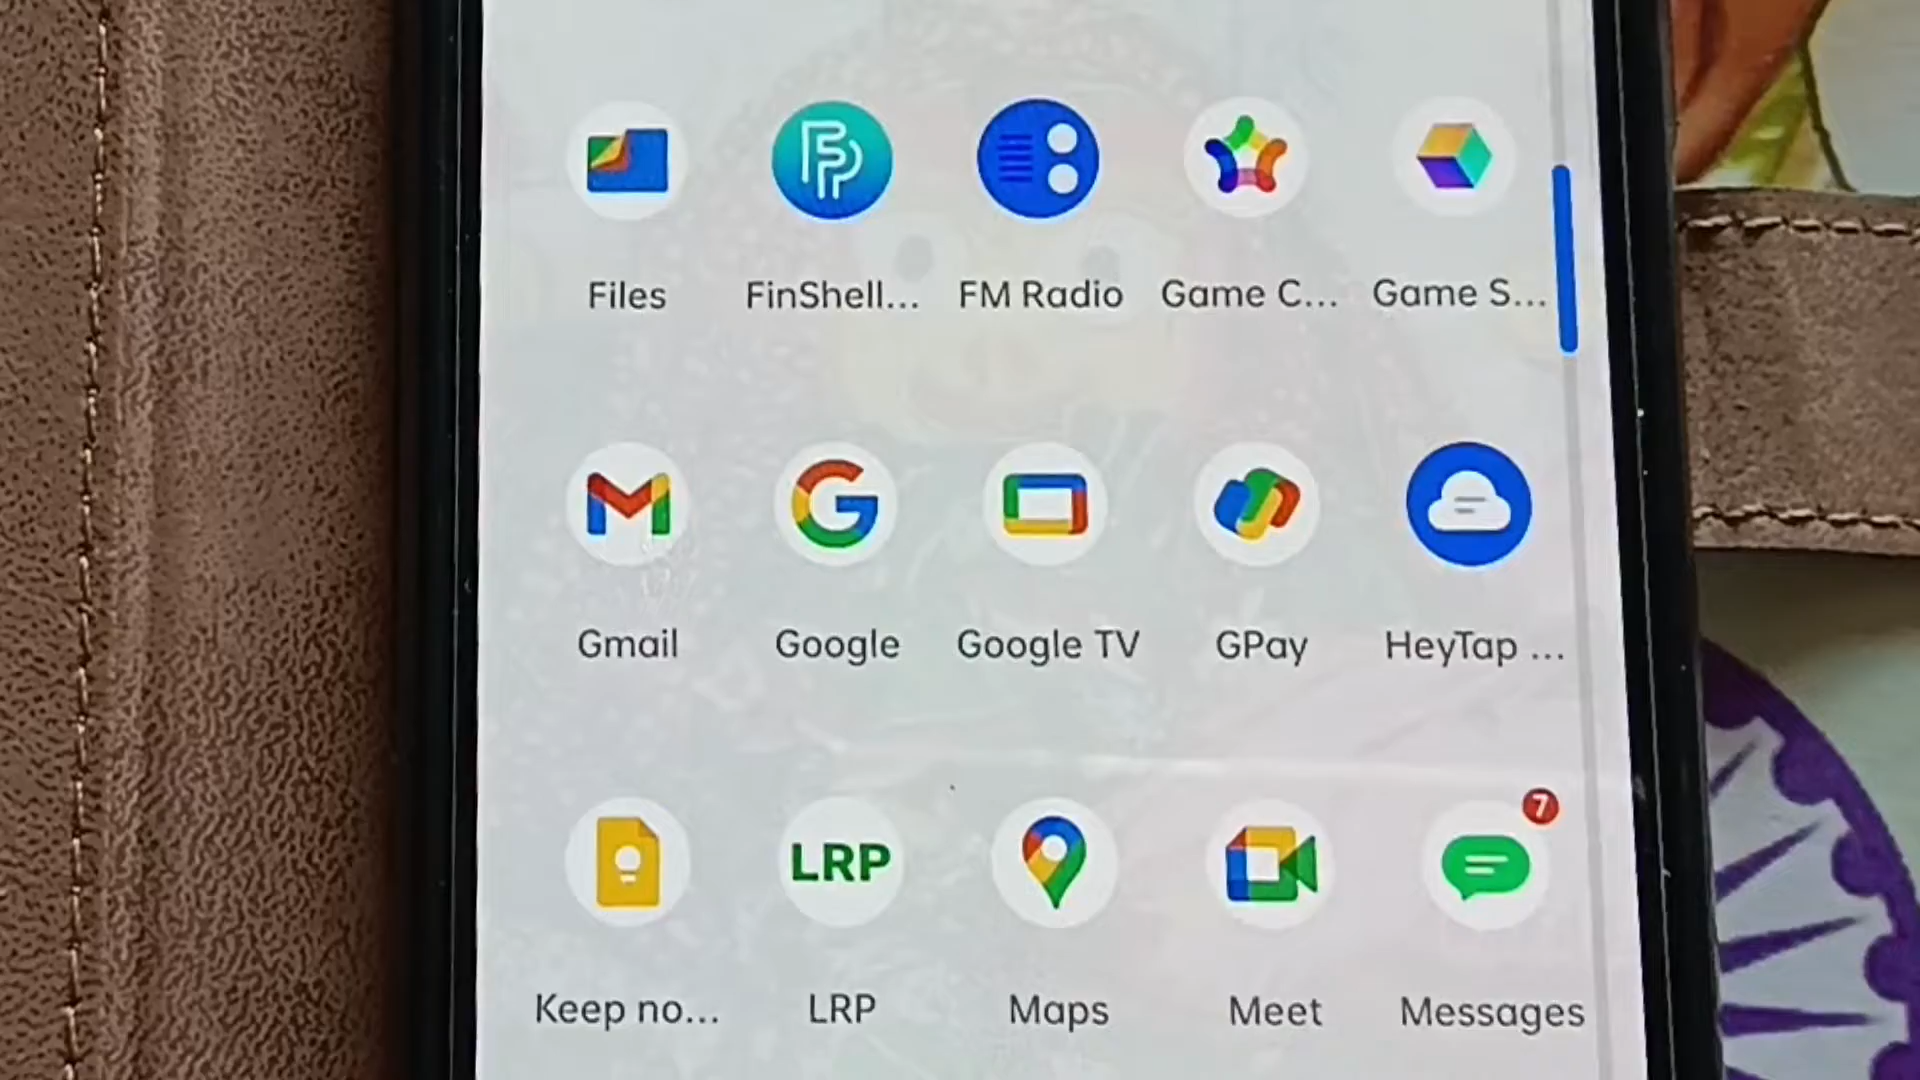 Files FinShell... FM Radio Game C... Game S...
Gmail Google Google TV GPay HeyTap ...
7
LRP
Keep no... LRP Maps Meet Messages